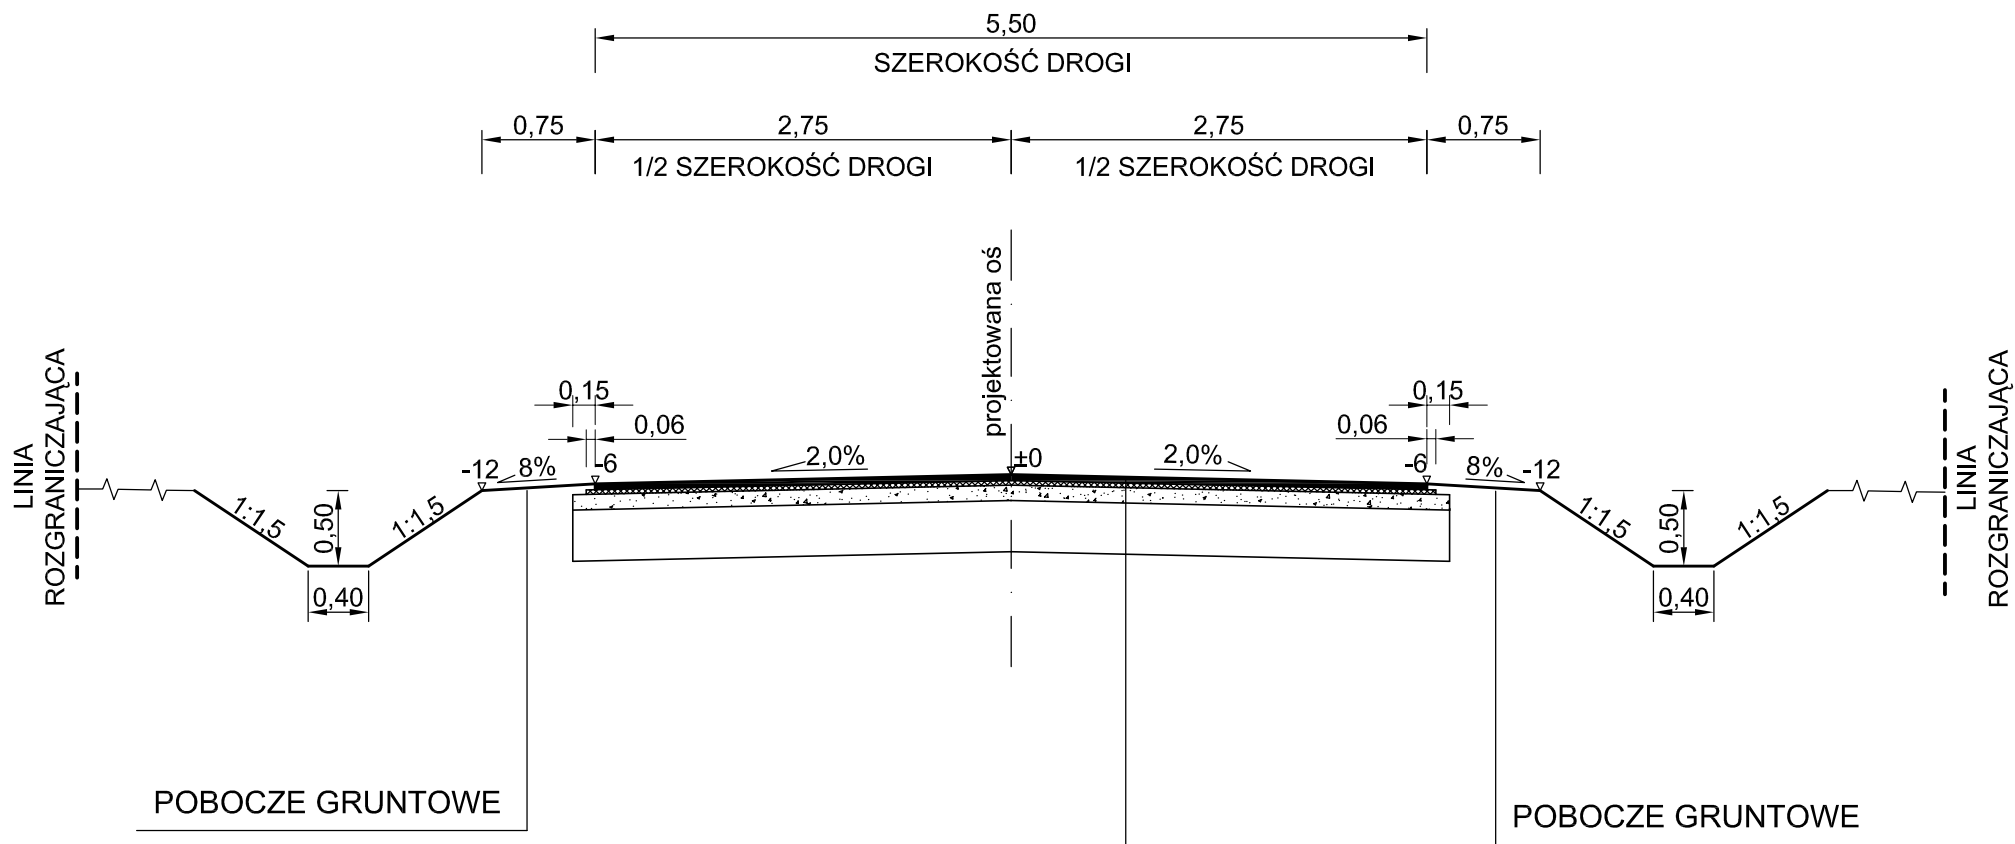 5,50
SZEROKOŚĆ DROGI
0,75
2,75
2,75
0,75
1/2 SZEROKOŚĆ DROGI
1/2 SZEROKOŚĆ DROGI
projektowana oś
LINIA
ROZGRANICZAJĄCA
LINIA
ROZGRANICZAJĄCA
0,15
0,15
0,06
0,06
-12
8%
-6
2,0%
±0
2,0%
-6
8%
-12
1:1,5
0,50
1:1,5
1:1,5
0,50
1:1,5
0,40
0,40
POBOCZE GRUNTOWE
POBOCZE GRUNTOWE